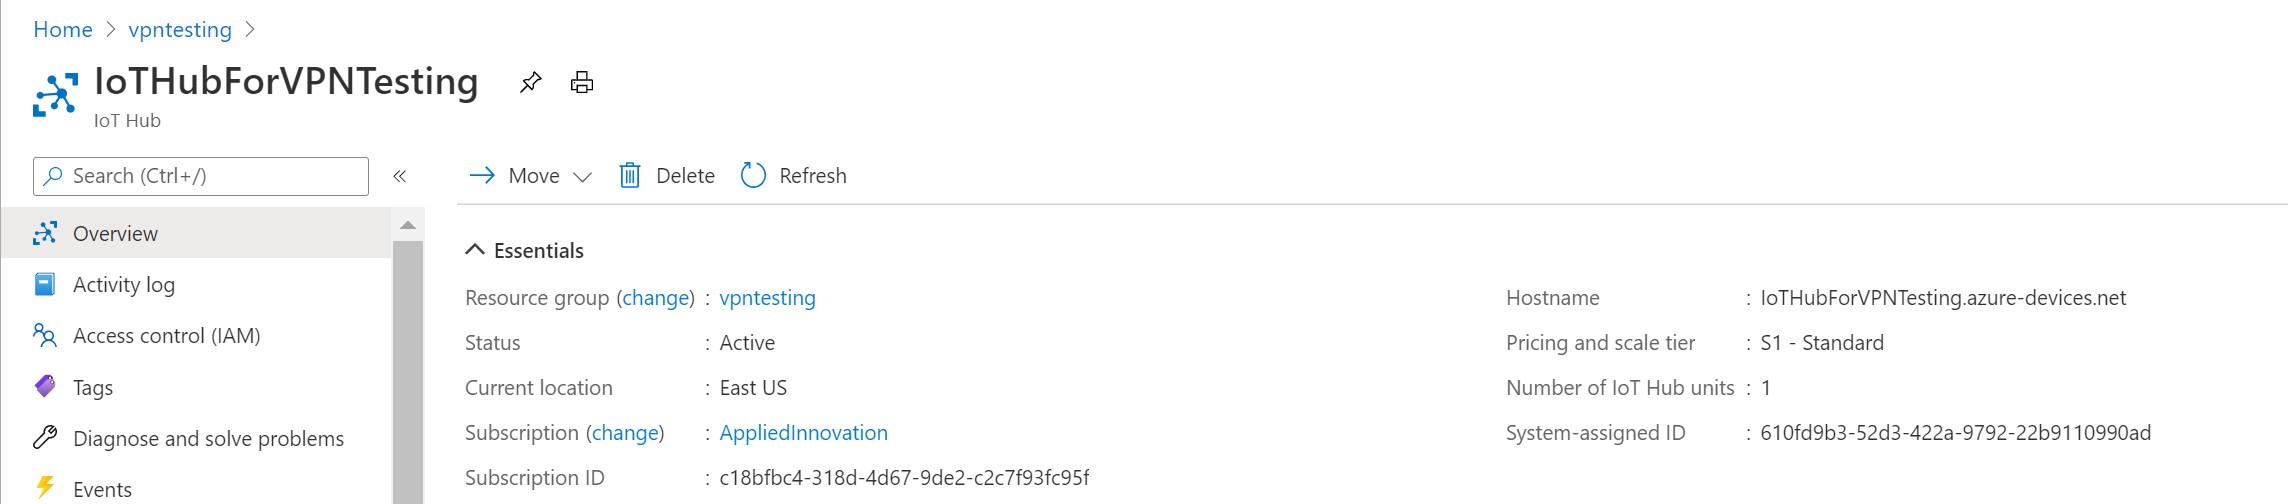 Home > vpntesting >
IoTHubForVPNTesting
IoT Hub
Search (Ctrl+/)
«
Move
Delete
Refresh
Overview
Activity log
Access control (IAM)
Tags
Diagnose and solve problems
Events
Essentials
Resource group (change) : vpntesting
Status : Active
Current location : East US
Subscription (change) : AppliedInnovation
Subscription ID : c18bfbc4-318d-4d67-9de2-c2c7f93fc95f
Hostname : IoTHubForVPNTesting.azure-devices.net
Pricing and scale tier : S1 - Standard
Number of IoT Hub units : 1
System-assigned ID : 610fd9b3-52d3-422a-9792-22b9110990ad